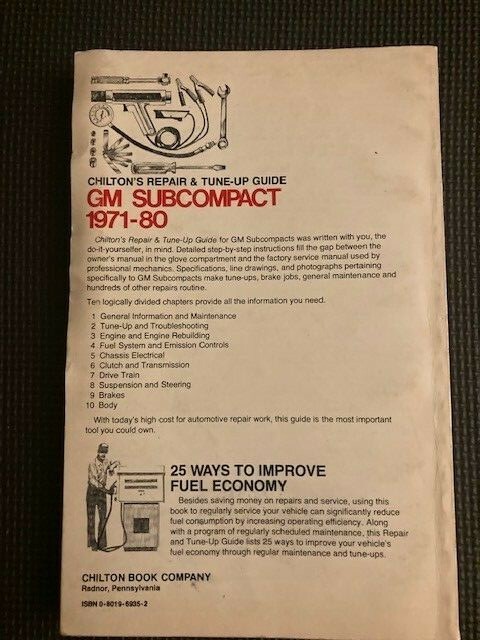 CHILTON'S REPAIR & TUNE-UP GUIDE
GM SUBCOMPACT
1971-80
Chilton's Repair & Tune-Up Guide for GM Subcompacts was written with you, the
do-it-yourselfer, in mind. Detailed step-by-step instructions fill the gap between the
owner's manual in the glove compartment and the factory service manual used by
professional mechanics. Specifications, line drawings, and photographs pertaining
specifically to GM Subcompacts make tune-ups, brake jobs, general maintenance and
hundreds of other repairs routine.
Ten logically divided chapters provide all the information you need.
1 General Information and Maintenance
2 Tune-Up and Troubleshooting
3 Engine and Engine Rebuilding
4 Fuel System and Emission Controls
5 Chassis Electrical
6 Clutch and Transmission
7 Drive Train
8 Suspension and Steering
9 Brakes
10 Body
With today's high cost for automotive repair work, this guide is the most important
tool you could own.
25 WAYS TO IMPROVE
FUEL ECONOMY
Besides saving money on repairs and service, using this
book to regularly service your vehicle can significantly reduce
fuel consumption by increasing operating efficiency. Along
with a program of regularly scheduled maintenance, this Repair
and Tune-Up Guide lists 25 ways to improve your vehicle's
fuel economy through regular maintenance and tune-ups.
CHILTON BOOK COMPANY
Radnor, Pennsylvania
ISBN 0-8019-6935-2